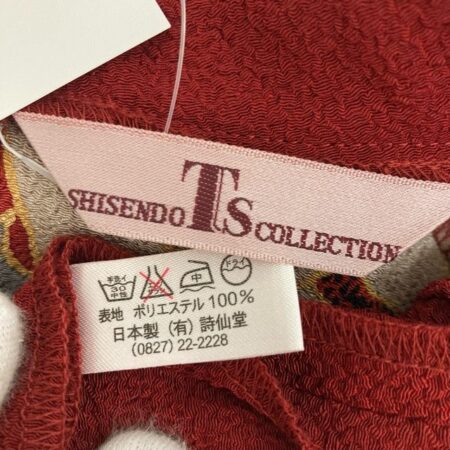 SHISENDO Ts COLLECTION
手洗イ 30 中性 中 ドライ
表地 ポリエステル 100%
日本製 (有) 詩仙堂
(0827) 22-2228